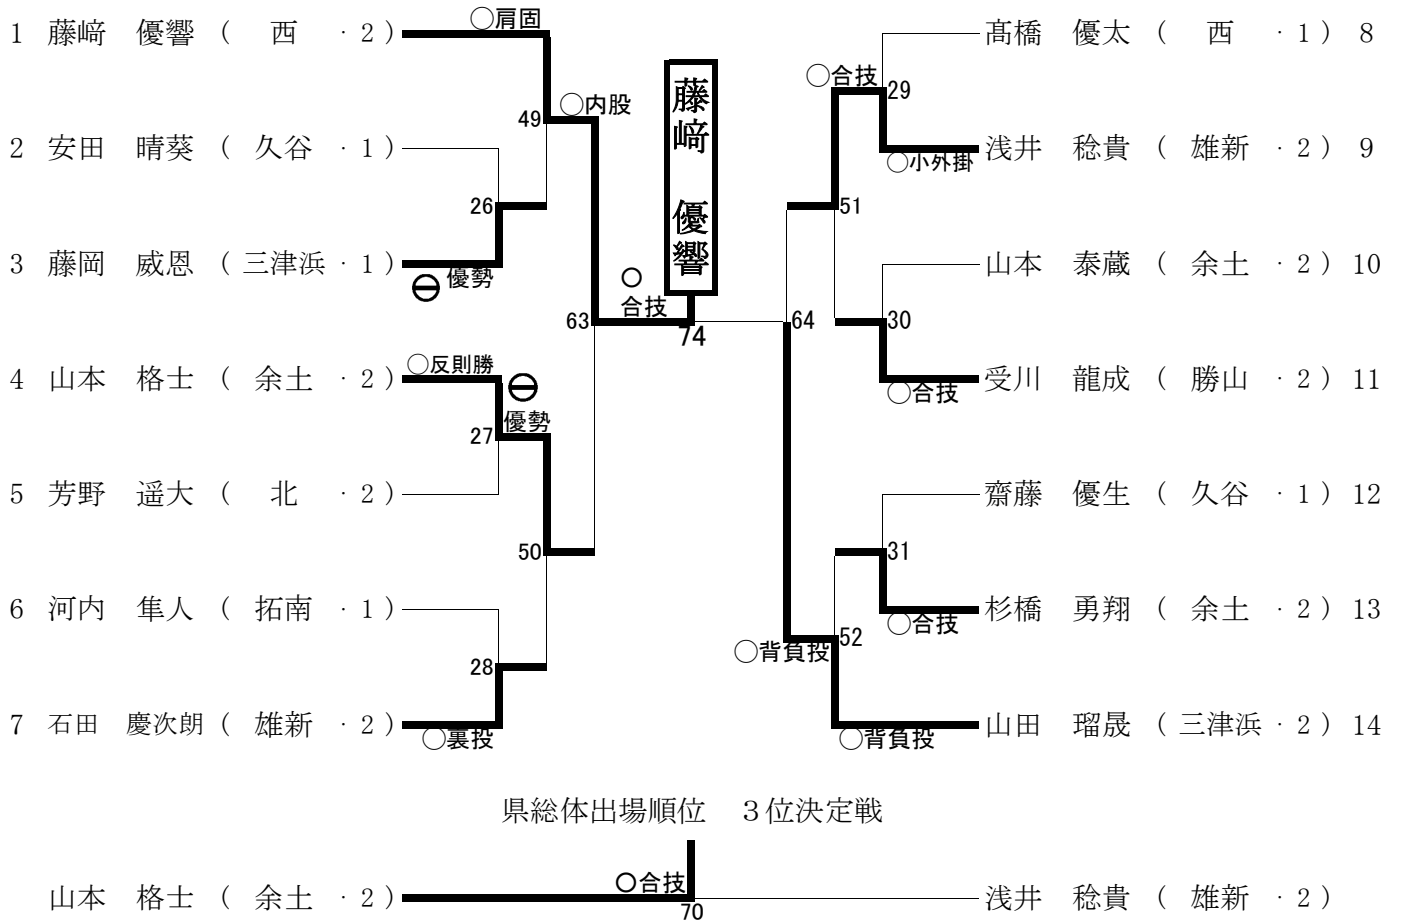 1 藤﨑 優響 ( 西 ・2)
○肩固
49
○内股
2 安田 晴葵 ( 久谷 ・1)
26
3 藤岡 威恩 ( 三津浜 ・1)
優勢
63
○
合技
74
藤﨑 優響
4 山本 格士 ( 余土 ・2)
○反則勝
27
優勢
5 芳野 遥大 ( 北 ・2)
50
6 河内 隼人 ( 拓南 ・1)
28
7 石田 慶次朗 ( 雄新 ・2)
○裏投
髙橋 優太 ( 西 ・1) 8
○合技
29
浅井 稔貴 ( 雄新 ・2) 9
○小外掛
51
山本 泰蔵 ( 余土 ・2) 10
64
30
受川 龍成 ( 勝山 ・2) 11
○合技
齋藤 優生 ( 久谷 ・1) 12
31
杉橋 勇翔 ( 余土 ・2) 13
○合技
○背負投
52
山田 瑠晟 ( 三津浜 ・2) 14
○背負投
県総体出場順位 3位決定戦
山本 格士 ( 余土 ・2)
○合技
70
浅井 稔貴 ( 雄新 ・2)